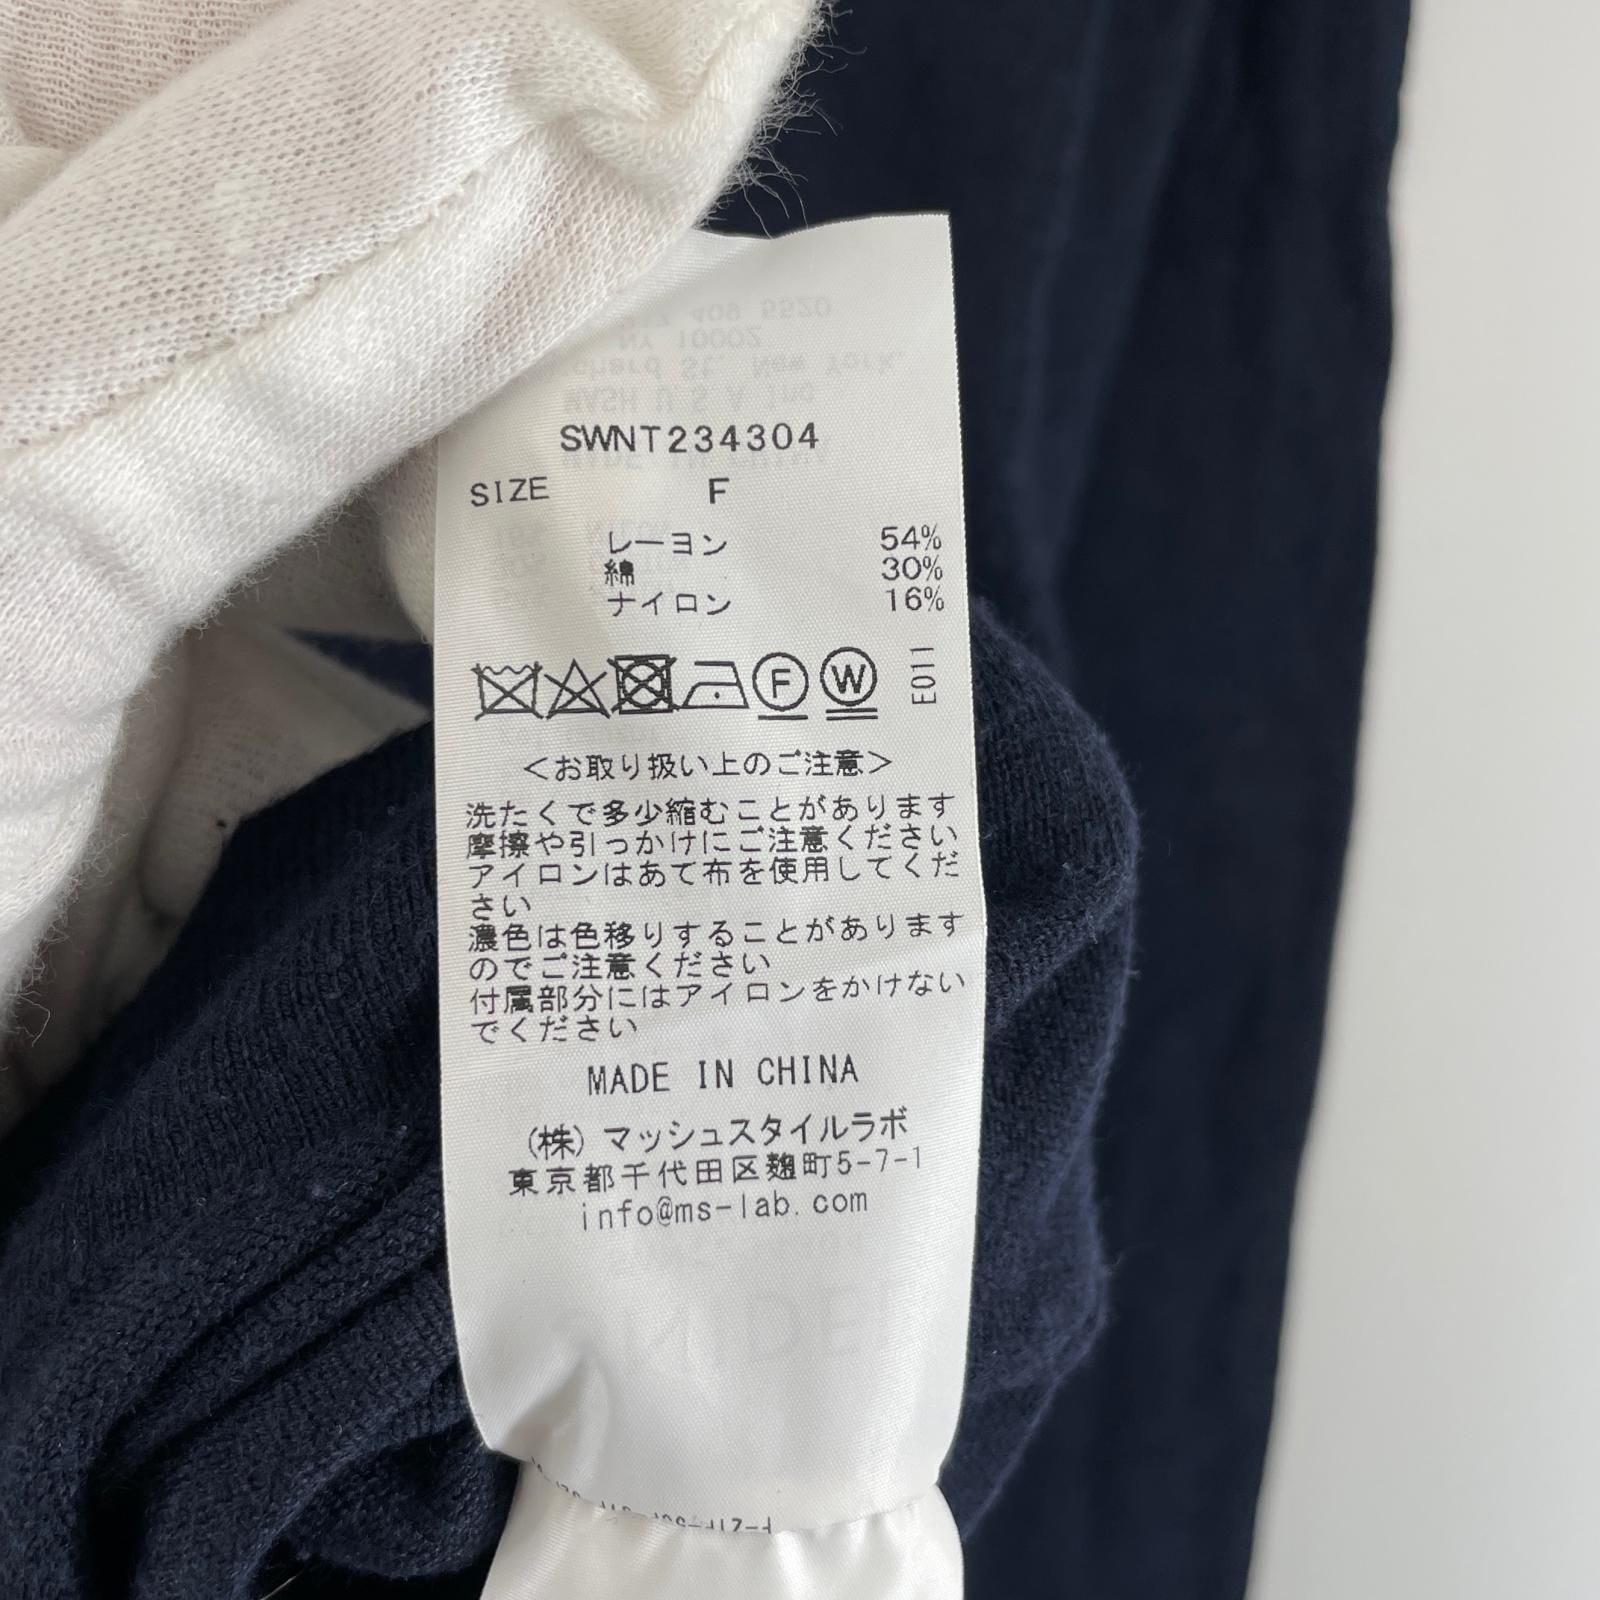 SWNT234304
SIZE F
レーヨン 54%
綿 30%
ナイロン 16%
F W E011
<お取り扱い上のご注意>
洗たくで多少縮むことがあります
摩擦や引っかけにご注意ください
アイロンはあて布を使用してくだ
さい
濃色は色移りすることがあります
のでご注意ください
付属部分にはアイロンをかけない
でください
MADE IN CHINA
(株)マッシュスタイルラボ
東京都千代田区麹町5-7-1
info@ms-lab.com